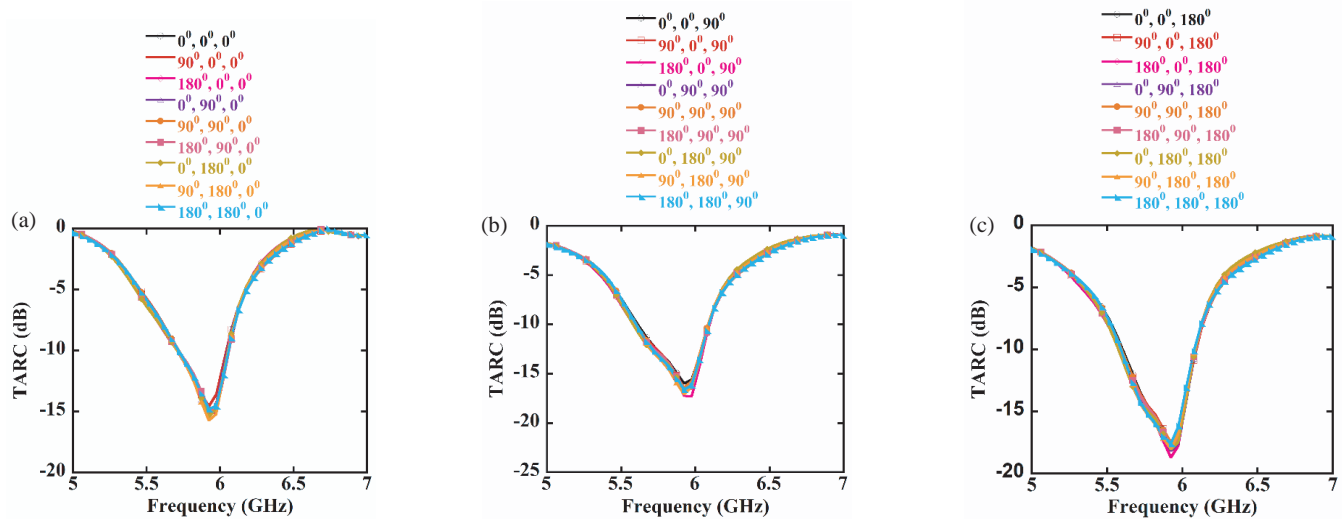 (a)
0⁰, 0⁰, 0⁰
90⁰, 0⁰, 0⁰
180⁰, 0⁰, 0⁰
0⁰, 90⁰, 0⁰
90⁰, 90⁰, 0⁰
180⁰, 90⁰, 0⁰
0⁰, 180⁰, 0⁰
90⁰, 180⁰, 0⁰
180⁰, 180⁰, 0⁰
TARC (dB)
0
-5
-10
-15
-20
5
5.5
6
6.5
7
Frequency (GHz)
(b)
0⁰, 0⁰, 90⁰
90⁰, 0⁰, 90⁰
180⁰, 0⁰, 90⁰
0⁰, 90⁰, 90⁰
90⁰, 90⁰, 90⁰
180⁰, 90⁰, 90⁰
0⁰, 180⁰, 90⁰
90⁰, 180⁰, 90⁰
180⁰, 180⁰, 90⁰
TARC (dB)
0
-5
-10
-15
-20
-25
5
5.5
6
6.5
7
Frequency (GHz)
(c)
0⁰, 0⁰, 180⁰
90⁰, 0⁰, 180⁰
180⁰, 0⁰, 180⁰
0⁰, 90⁰, 180⁰
90⁰, 90⁰, 180⁰
180⁰, 90⁰, 180⁰
0⁰, 180⁰, 180⁰
90⁰, 180⁰, 180⁰
180⁰, 180⁰, 180⁰
TARC (dB)
0
-5
-10
-15
-20
5
5.5
6
6.5
7
Frequency (GHz)